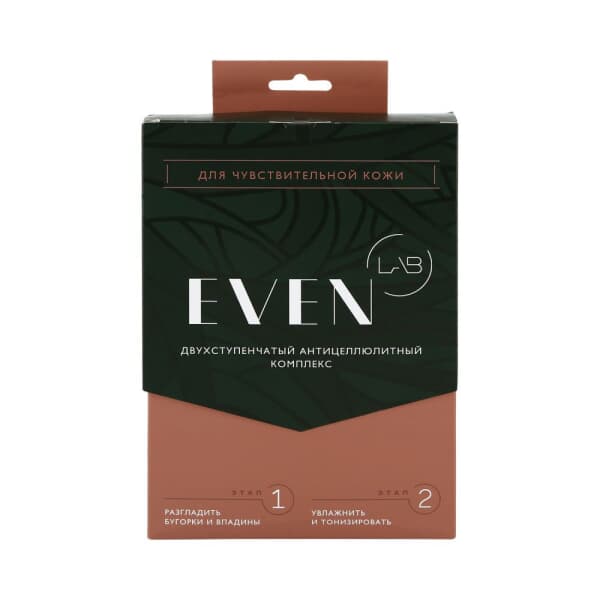 ДЛЯ ЧУВСТВИТЕЛЬНОЙ КОЖИ
LAB
EVEN
ДВУХСТУПЕНЧАТЫЙ АНТИЦЕЛЛЮЛИТНЫЙ
КОМПЛЕКС
ЭТАП 1
РАЗГЛАДИТЬ
БУГОРКИ И ВПАДИНЫ
ЭТАП 2
УВЛАЖНИТЬ
И ТОНИЗИРОВАТЬ